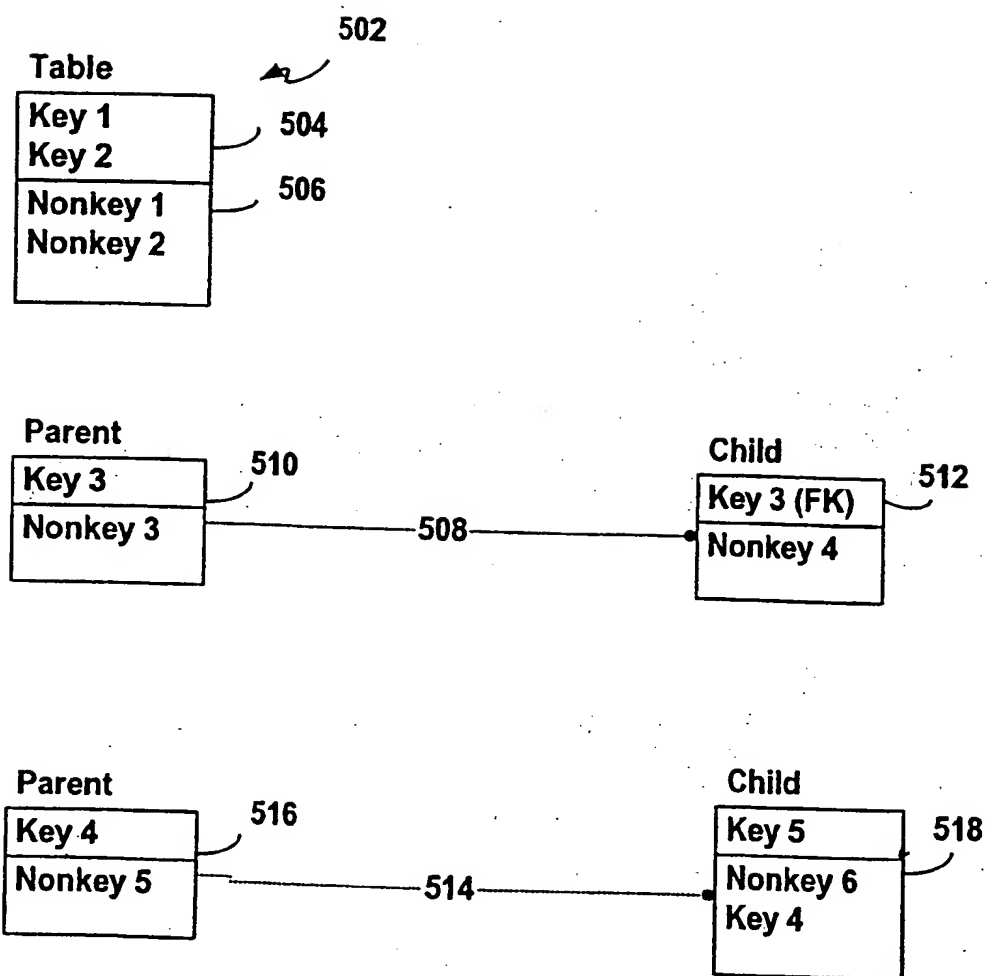 502
Table
Key 1
Key 2
504
Nonkey 1
506
Nonkey 2
Parent
Key 3
510
Nonkey 3
508
Child
Key 3 (FK)
512
Nonkey 4
Parent
Key 4
516
Nonkey 5
514
Child
Key 5
518
Nonkey 6
Key 4